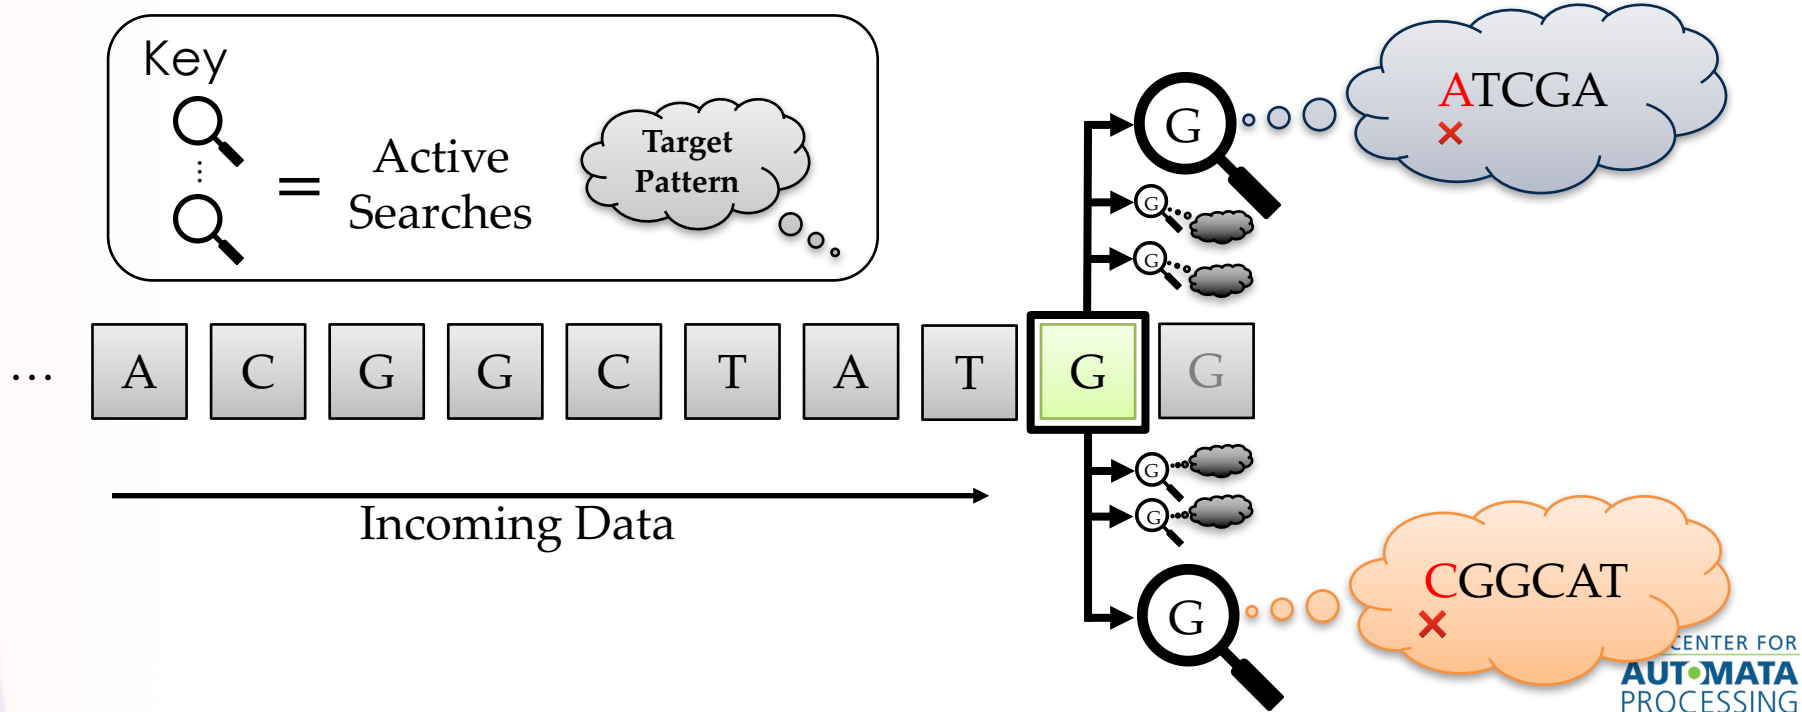 Key
Active
Searches
=
Target
Pattern
G
ATCGA
G
G
... A C G G C T A T G G
Incoming Data
G
G
G
CGGCAT
CENTER FOR
AUTOMATA
PROCESSING